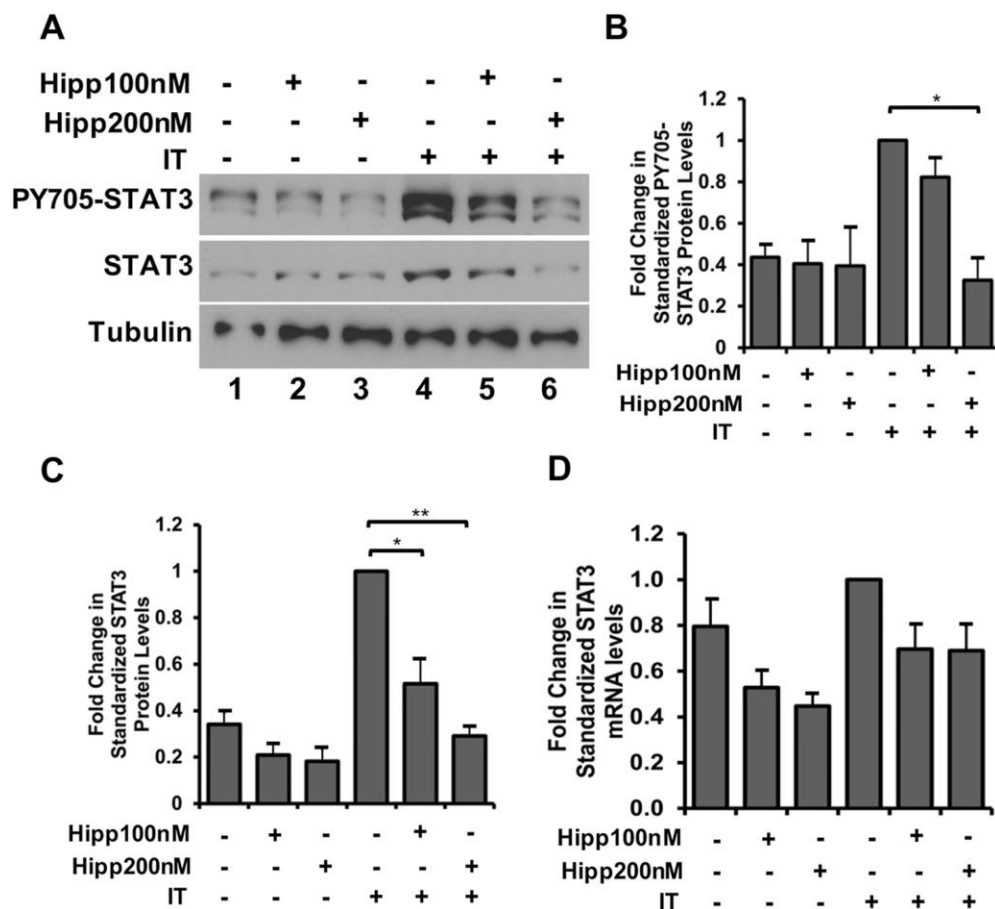 A
Hipp100nM - + - - + -
Hipp200nM - - + - - +
IT - - - + + +
PY705-STAT3
STAT3
Tubulin
1 2 3 4 5 6
B
Fold Change in
Standardized PY705-
STAT3 Protein Levels
1.2
1
0.8
0.6
0.4
0.2
0
*
Hipp100nM - + - - + -
Hipp200nM - - + - - +
IT - - - + + +
C
Fold Change in
Standardized STAT3
Protein Levels
1.2
1
0.8
0.6
0.4
0.2
0
**
*
Hipp100nM - + - - + -
Hipp200nM - - + - - +
IT - - - + + +
D
Fold Change in
Standardized STAT3
mRNA levels
1.2
1.0
0.8
0.6
0.4
0.2
0.0
Hipp100nM - + - - + -
Hipp200nM - - + - - +
IT - - - + + +